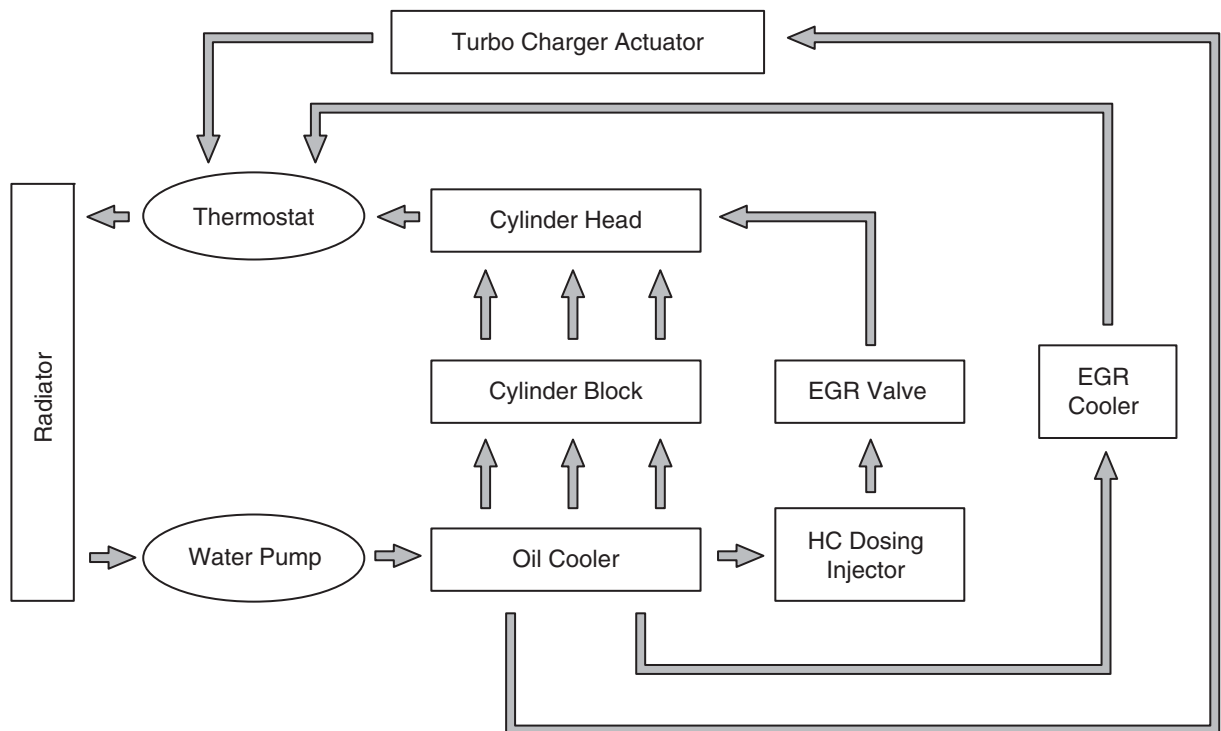 Turbo Charger Actuator
Thermostat
Cylinder Head
Radiator
Cylinder Block
EGR Valve
EGR
Cooler
Water Pump
Oil Cooler
HC Dosing
Injector